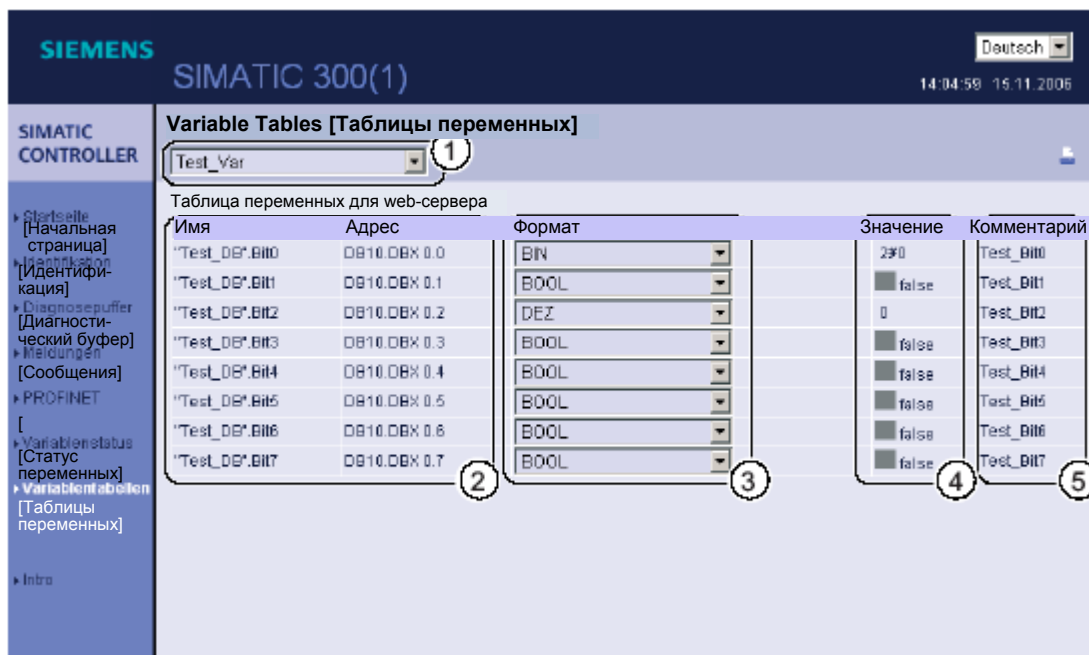 SIEMENS
SIMATIC 300(1)
Deutsch
14:04:59 15.11.2006
SIMATIC
CONTROLLER
Variable Tables [Таблицы переменных]
Test_Var
1
Startseite
[Начальная
страница]
Identifikation
[Идентифи-
кация]
Diagnosepuffer
[Диагности-
ческий буфер]
Meldungen
[Сообщения]
PROFINET
[
Variablenstatus
[Статус
переменных]
Variablentabellen
[Таблицы
переменных]
Intro
Таблица переменных для web-сервера
Имя Адрес Формат Значение Комментарий
"Test_DB".Bit0 DB10.DBX 0.0 BIN 2#0 Test_Bit0
"Test_DB".Bit1 DB10.DBX 0.1 BOOL false Test_Bit1
"Test_DB".Bit2 DB10.DBX 0.2 DEZ 0 Test_Bit2
"Test_DB".Bit3 DB10.DBX 0.3 BOOL false Test_Bit3
"Test_DB".Bit4 DB10.DBX 0.4 BOOL false Test_Bit4
"Test_DB".Bit5 DB10.DBX 0.5 BOOL false Test_Bit5
"Test_DB".Bit6 DB10.DBX 0.6 BOOL false Test_Bit6
"Test_DB".Bit7 DB10.DBX 0.7 BOOL false Test_Bit7
2 3 4 5